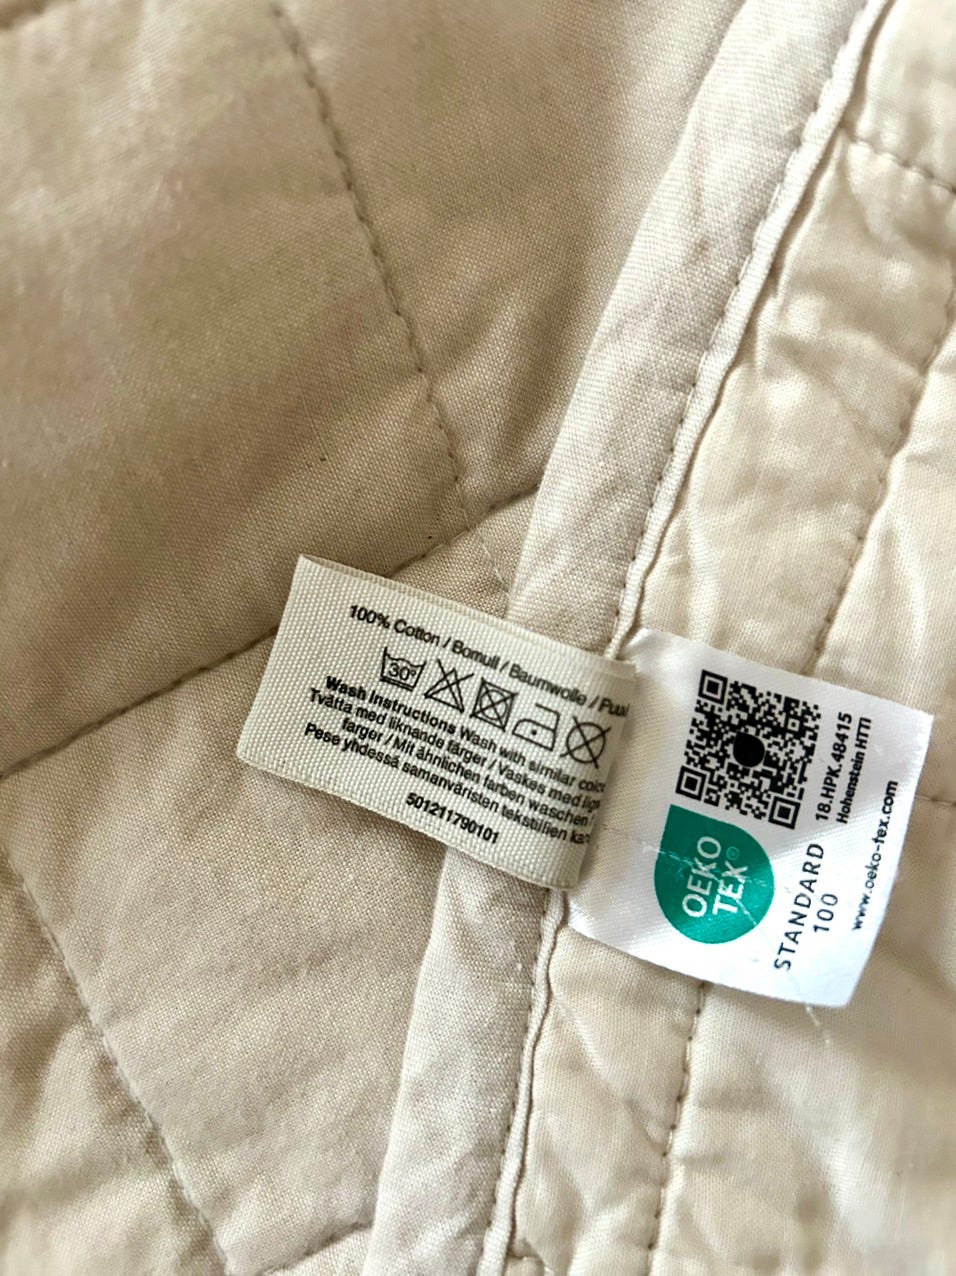 100% Cotton / Bomull / Baumwolle /
30°
Wash Instructions Wash with similar
Tvätta med liknande färger / Vaskes med
farger / Mit ähnlichen farben waschen /
Pese yhdessä samanväristen tekstiilien
501211790101
OEKO
TEX®
STANDARD
100
18.HPK.48415
Hohenstein HTTI
www.oeko-tex.com